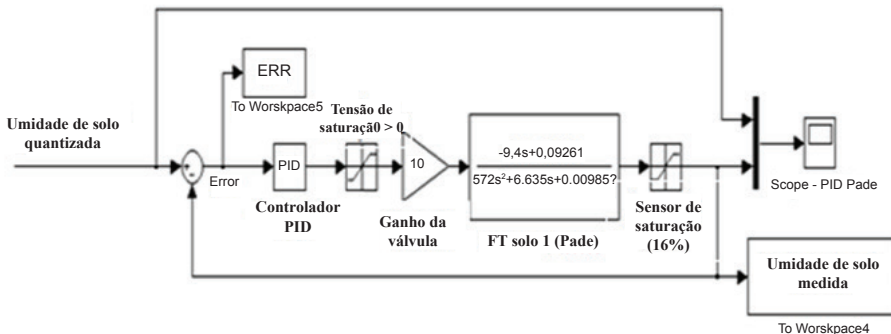 ERR
To Worskpace5
Umidade de solo
quantizada
Tensão de
saturaçã0 > 0
Error
PID
Controlador
PID
10
Ganho da
válvula
-9,4s+0,09261
572s²+6.635s+0.00985?
FT solo 1 (Pade)
Sensor de
saturação
(16%)
Scope - PID Pade
Umidade de solo
medida
To Worskpace4